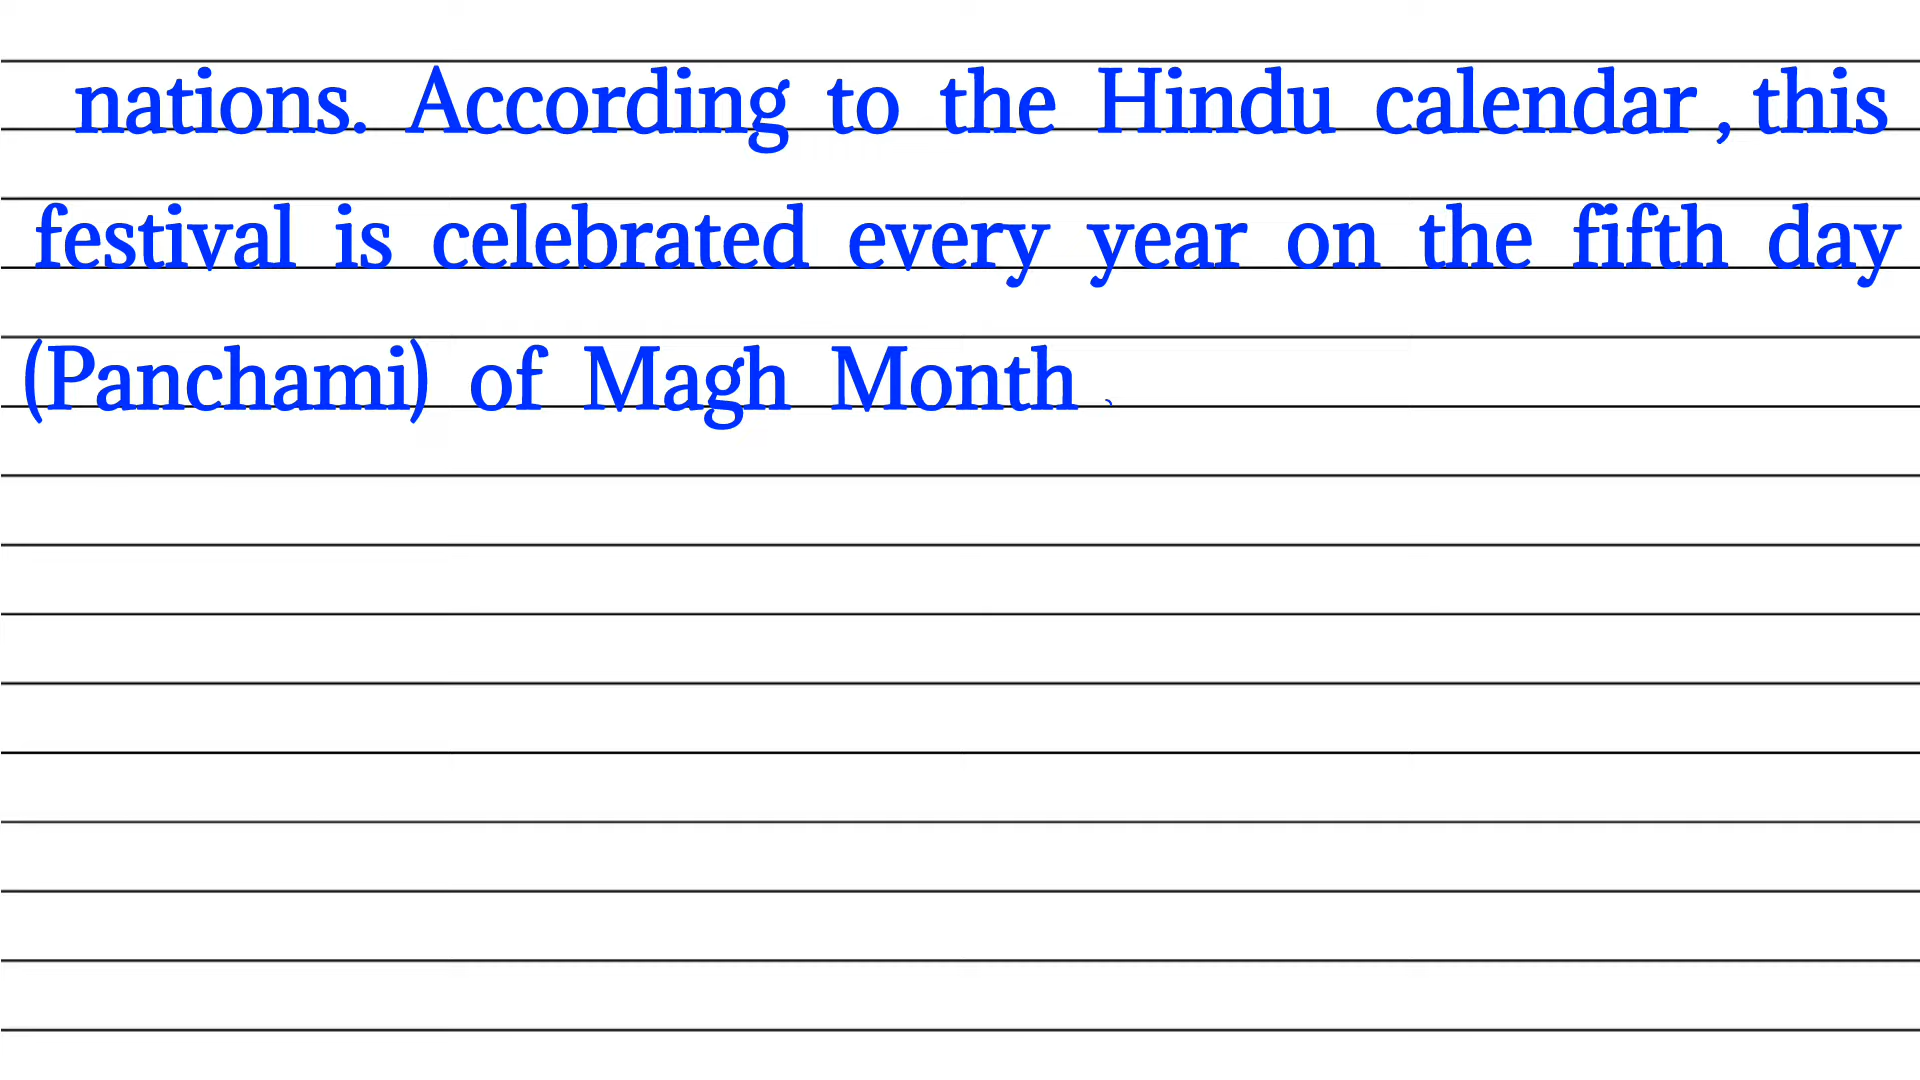 nations. According to the Hindu calendar, this
festival is celebrated every year on the fifth day
(Panchami) of Magh Month